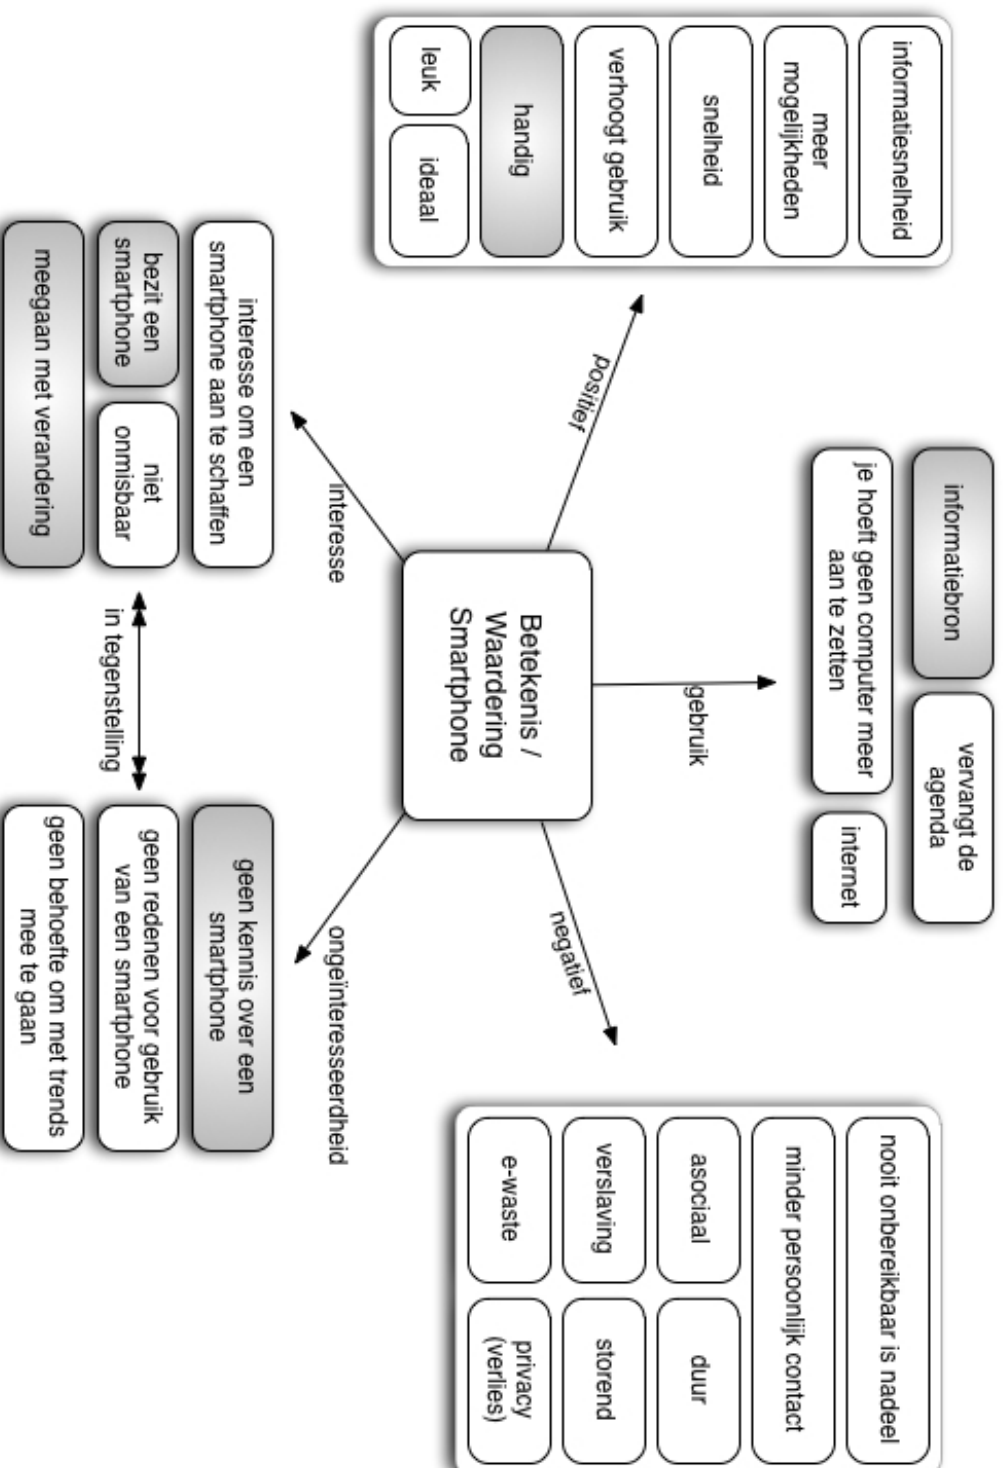 informatiebron
vervangt de
agenda
je hoeft geen computer meer
aan te zetten
internet
informatiesnelheid
meer
mogelijkheden
snelheid
verhoogt gebruik
handig
leuk
ideaal
positief
gebruik
negatief
nooit onbereikbaar is nadeel
minder persoonlijk contact
asociaal
duur
verslaving
storend
e-waste
privacy
(verlies)
Betekenis /
Waardering
Smartphone
interesse
ongeïnteresseerdheid
interesse om een
smartphone aan te schaffen
bezit een
smartphone
niet
onmisbaar
meegaan met verandering
in tegenstelling
geen kennis over een
smartphone
geen redenen voor gebruik
van een smartphone
geen behoefte om met trends
mee te gaan